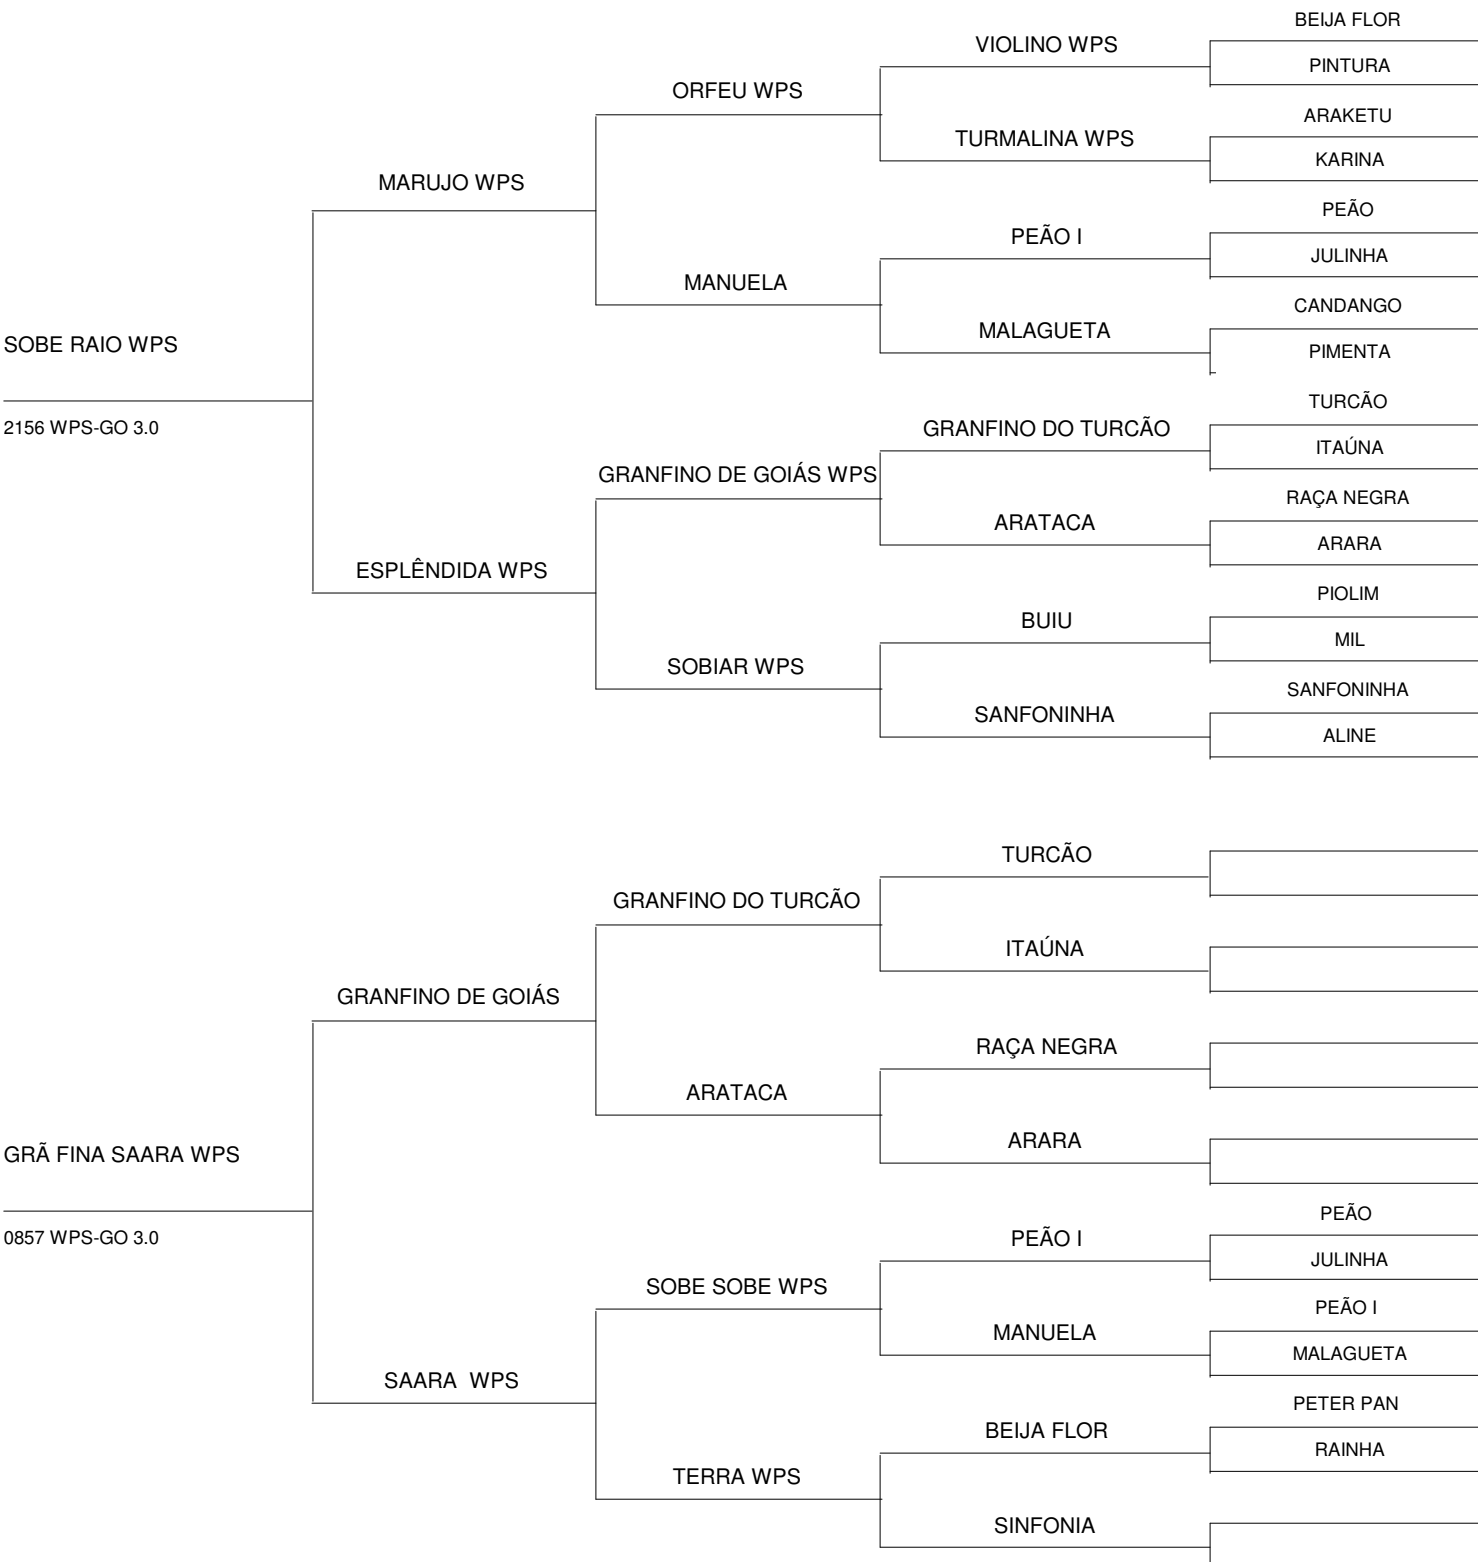 BEIJA FLOR
VIOLINO WPS
PINTURA
ORFEU WPS
ARAKETU
TURMALINA WPS
KARINA
MARUJO WPS
PEÃO
PEÃO I
JULINHA
MANUELA
CANDANGO
MALAGUETA
PIMENTA
SOBE RAIO WPS
2156 WPS-GO 3.0
TURCÃO
GRANFINO DO TURCÃO
ITAÚNA
GRANFINO DE GOIÁS WPS
RAÇA NEGRA
ARATACA
ARARA
ESPLÊNDIDA WPS
PIOLIM
BUIU
MIL
SOBIAR WPS
SANFONINHA
SANFONINHA
ALINE
TURCÃO
GRANFINO DO TURCÃO
ITAÚNA
GRANFINO DE GOIÁS
RAÇA NEGRA
ARATACA
ARARA
GRÃ FINA SAARA WPS
0857 WPS-GO 3.0
PEÃO
PEÃO I
JULINHA
SOBE SOBE WPS
PEÃO I
MANUELA
MALAGUETA
SAARA  WPS
PETER PAN
BEIJA FLOR
RAINHA
TERRA WPS
SINFONIA